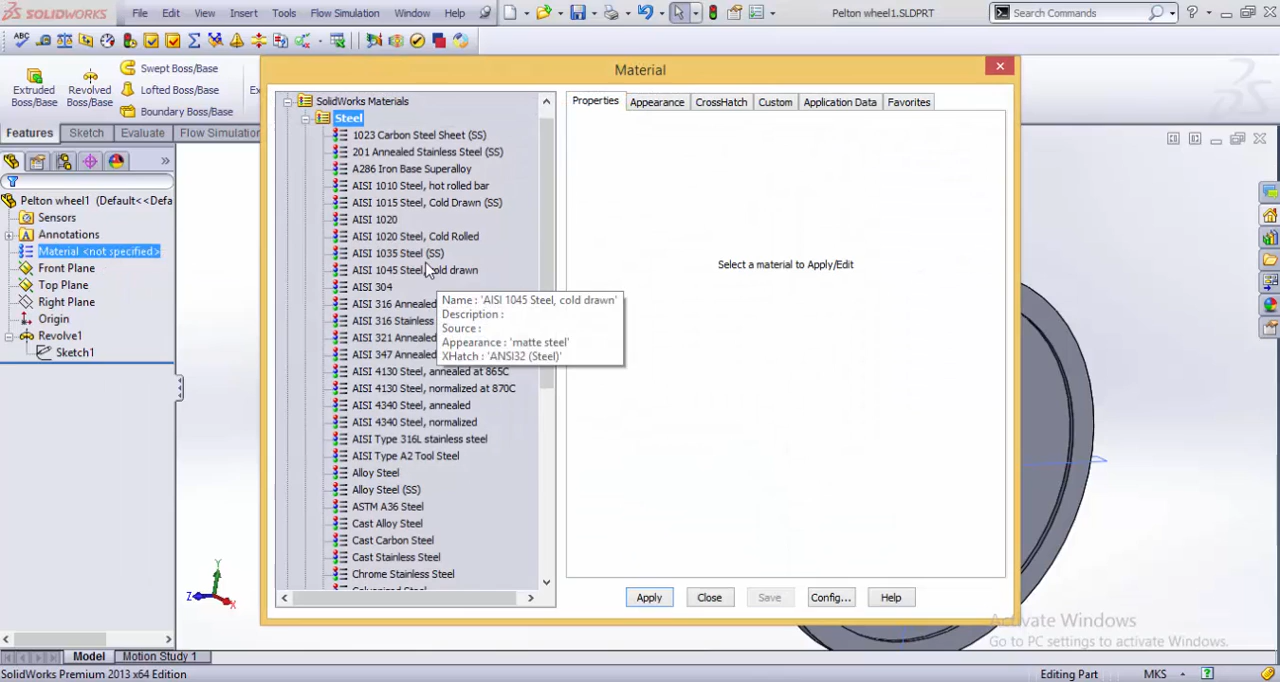 SOLIDWORKS File Edit View Insert Tools Flow Simulation Window Help Pelton wheel1.SLDPRT Search Commands
ABC
Extruded Boss/Base
Revolved Boss/Base
Swept Boss/Base
Lofted Boss/Base
Boundary Boss/Base
Features Sketch Evaluate Flow Simulation
Pelton wheel1 (Default<<Defa
Sensors
Annotations
Material <not specified>
Front Plane
Top Plane
Right Plane
Origin
Revolve1
Sketch1
Material
SolidWorks Materials
Steel
1023 Carbon Steel Sheet (SS)
201 Annealed Stainless Steel (SS)
A286 Iron Base Superalloy
AISI 1010 Steel, hot rolled bar
AISI 1015 Steel, Cold Drawn (SS)
AISI 1020
AISI 1020 Steel, Cold Rolled
AISI 1035 Steel (SS)
AISI 1045 Steel, cold drawn
AISI 304
AISI 316 Annealed
AISI 316 Stainless
AISI 321 Annealed
AISI 347 Annealed
AISI 4130 Steel, annealed at 865C
AISI 4130 Steel, normalized at 870C
AISI 4340 Steel, annealed
AISI 4340 Steel, normalized
AISI Type 316L stainless steel
AISI Type A2 Tool Steel
Alloy Steel
Alloy Steel (SS)
ASTM A36 Steel
Cast Alloy Steel
Cast Carbon Steel
Cast Stainless Steel
Chrome Stainless Steel
Name : 'AISI 1045 Steel, cold drawn'
Description :
Source :
Appearance : 'matte steel'
XHatch : 'ANSI32 (Steel)'
Properties Appearance CrossHatch Custom Application Data Favorites
Select a material to Apply/Edit
Apply Close Save Config... Help
Y
Z
X
Activate Windows
Go to PC settings to activate Windows.
Model Motion Study 1
SolidWorks Premium 2013 x64 Edition Editing Part MKS